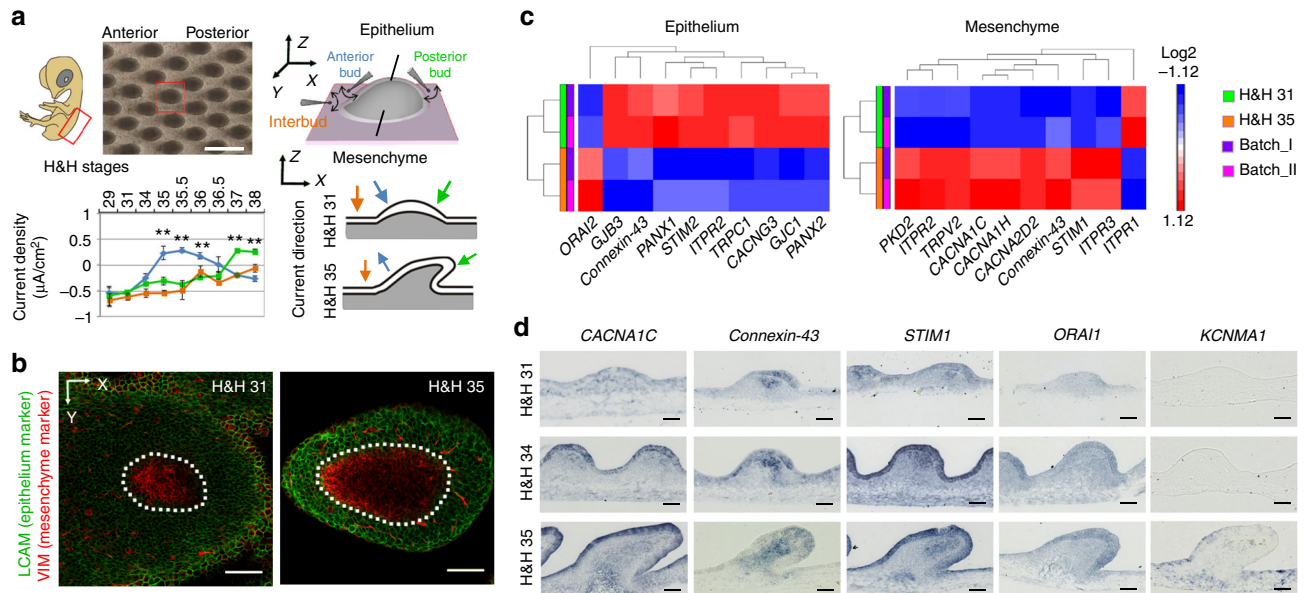 a
Anterior Posterior
H&H stages
29 31 34 35 35.5 36 36.5 37 38
Current density
(µA/cm²)
1
0.5
0
−0.5
−1
** ** ** ** **
Epithelium
Z
X
Y
Anterior
bud
Posterior
bud
Interbud
Mesenchyme
Z
X
Current direction
H&H 31
H&H 35
b
LCAM (epithelium marker)
VIM (mesenchyme marker)
X
Y
H&H 31
H&H 35
c
Epithelium
ORAI2
GJB3
Connexin-43
PANX1
STIM2
ITPR2
TRPC1
CACNG3
GJC1
PANX2
Mesenchyme
PKD2
ITPR2
TRPV2
CACNA1C
CACNA1H
CACNA2D2
Connexin-43
STIM1
ITPR3
ITPR1
Log2
−1.12
1.12
H&H 31
H&H 35
Batch_I
Batch_II
d
CACNA1C Connexin-43 STIM1 ORAI1 KCNMA1
H&H 31
H&H 34
H&H 35